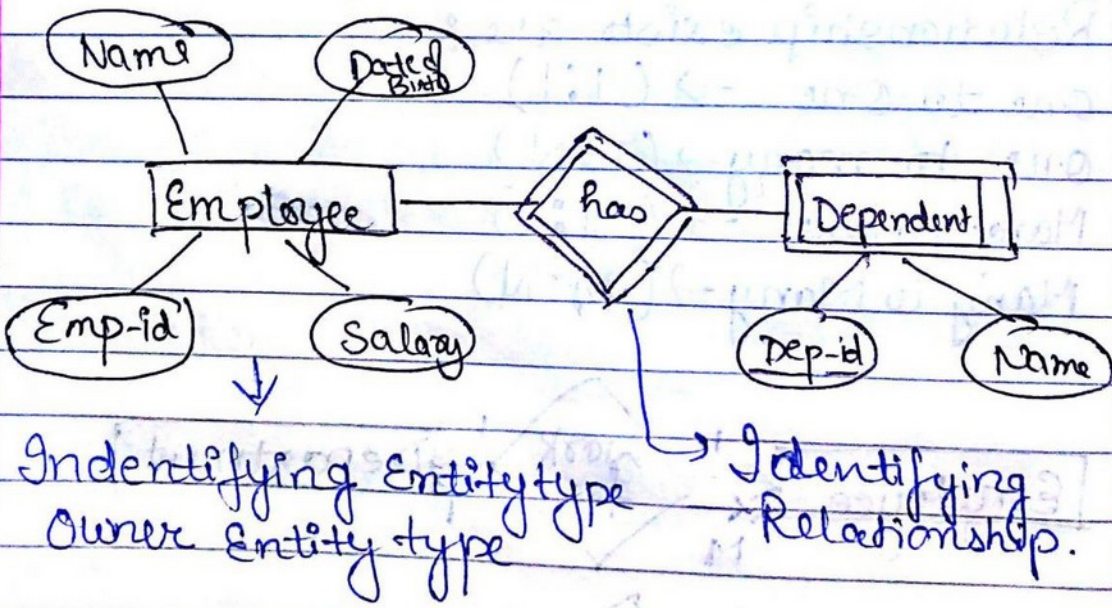 Name
Date of
Birth
Employee
has
Dependent
Emp-id
Salary
Dep-id
Name
Indentifying Entity type
Owner Entity type
Identifying
Relationship.